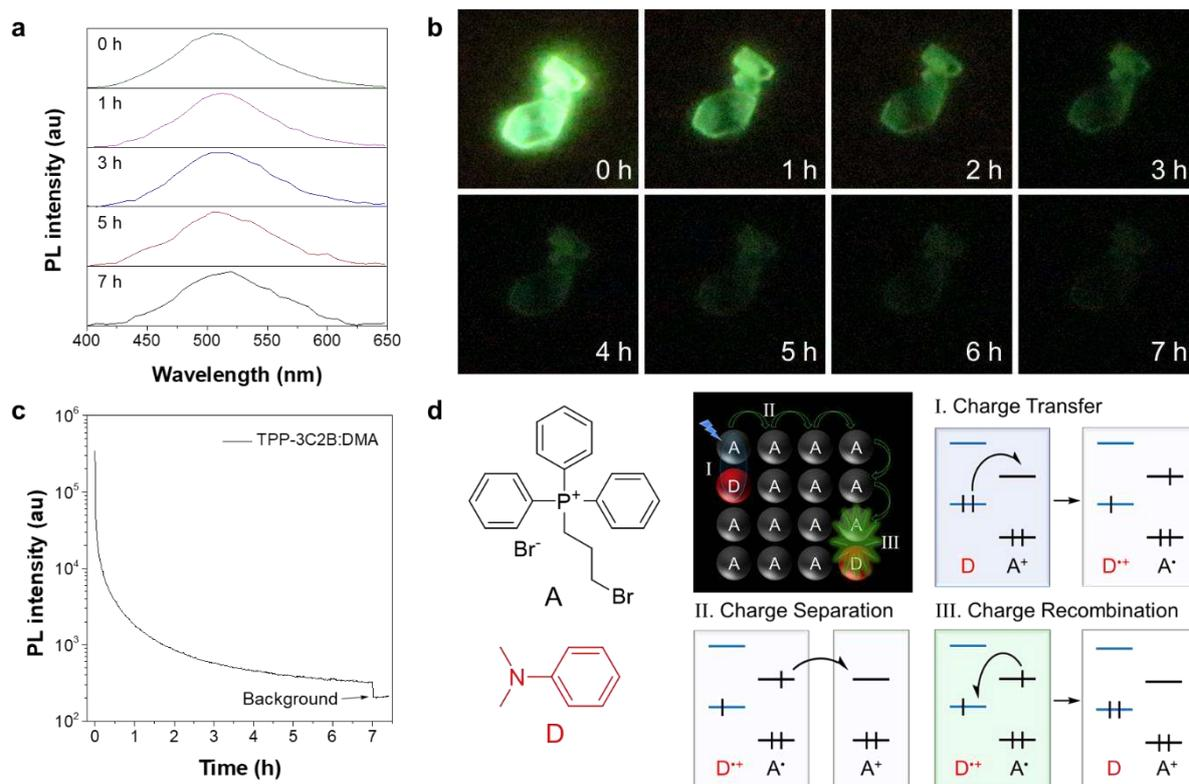 a
PL intensity (au)
0 h
1 h
3 h
5 h
7 h
400 450 500 550 600 650
Wavelength (nm)
b
0 h 1 h 2 h 3 h
4 h 5 h 6 h 7 h
c
PL intensity (au)
10⁶
10⁵
10⁴
10³
10²
TPP-3C2B:DMA
Background
0 1 2 3 4 5 6 7
Time (h)
d
P⁺
Br⁻
Br
A
N
D
II
A A A A
I
D A A A
A A A A
III
A A A D
I. Charge Transfer
D A⁺ D•⁺ A•
II. Charge Separation
D•⁺ A• A⁺
III. Charge Recombination
D•⁺ A• D A⁺